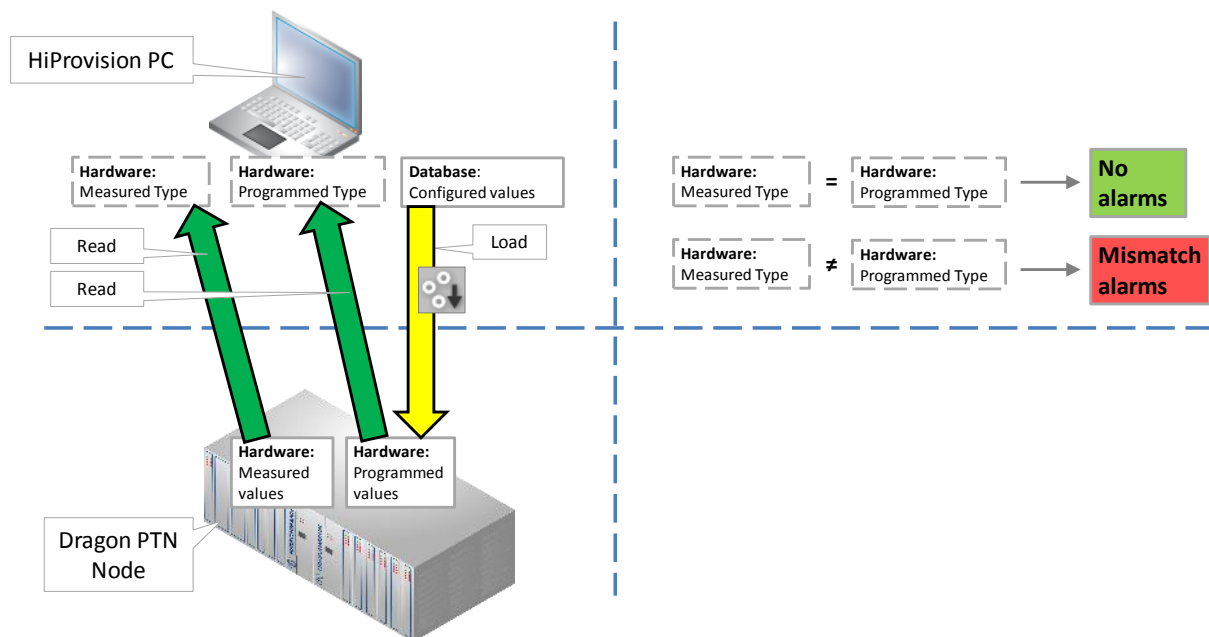 HiProvision PC
Hardware:
Measured Type
Hardware:
Programmed Type
Database:
Configured values
Read
Read
Load
Hardware:
Measured
values
Hardware:
Programmed
values
Dragon PTN
Node
Hardware:
Measured Type
=
Hardware:
Programmed Type
No
alarms
Hardware:
Measured Type
≠
Hardware:
Programmed Type
Mismatch
alarms